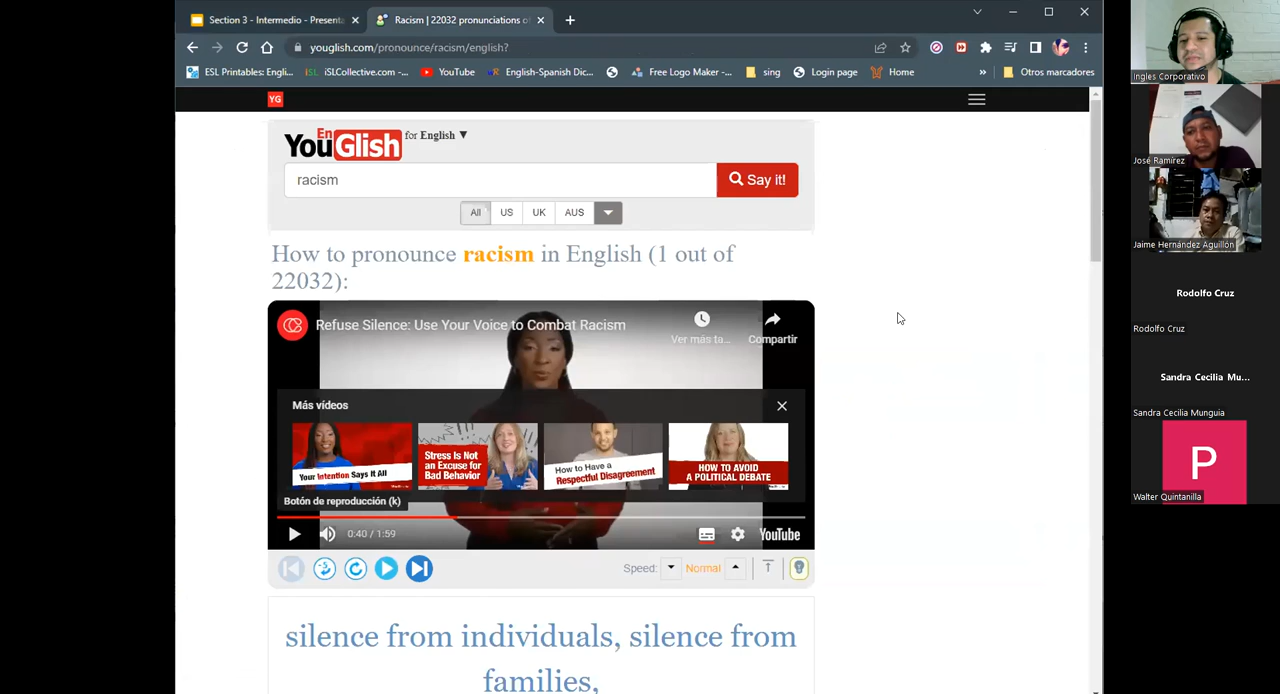 Section 3 - Intermedio - Presenta
Racism | 22032 pronunciations of
youglish.com/pronounce/racism/english?
ESL Printables: Engli...
iSLCollective.com -...
YouTube
English-Spanish Dic...
Free Logo Maker -...
sing
Login page
Home
»
Otros marcadores
YG
YouEnGlish for English ▼
racism
Say it!
All US UK AUS
How to pronounce racism in English (1 out of
22032):
Refuse Silence: Use Your Voice to Combat Racism
Ver más ta...
Compartir
Más vídeos
Your Intention Says It All
Stress Is Not
an Excuse for
Bad Behavior
How to Have a
Respectful Disagreement
HOW TO AVOID
A POLITICAL DEBATE
Botón de reproducción (k)
0:40 / 1:59
YouTube
Speed: Normal
silence from individuals, silence from
families,
Ingles Corporativo
José Ramírez
Jaime Hernández Aguillón
Rodolfo Cruz
Rodolfo Cruz
Sandra Cecilia Mu...
Sandra Cecilia Munguia
P
Walter Quintanilla